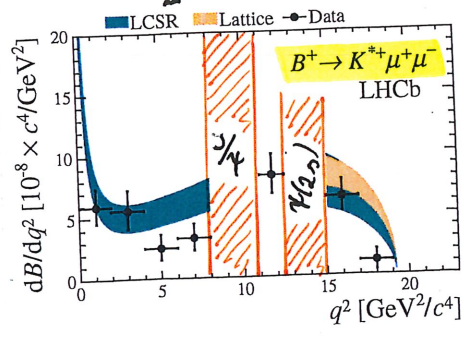 LCSR Lattice Data
B⁺ → K*⁺μ⁺μ⁻
LHCb
dB/dq² [10⁻⁸ × c⁴/GeV²]
20
15
10
5
0
J/ψ
ψ(2s)
0 5 10 15 20
q² [GeV²/c⁴]